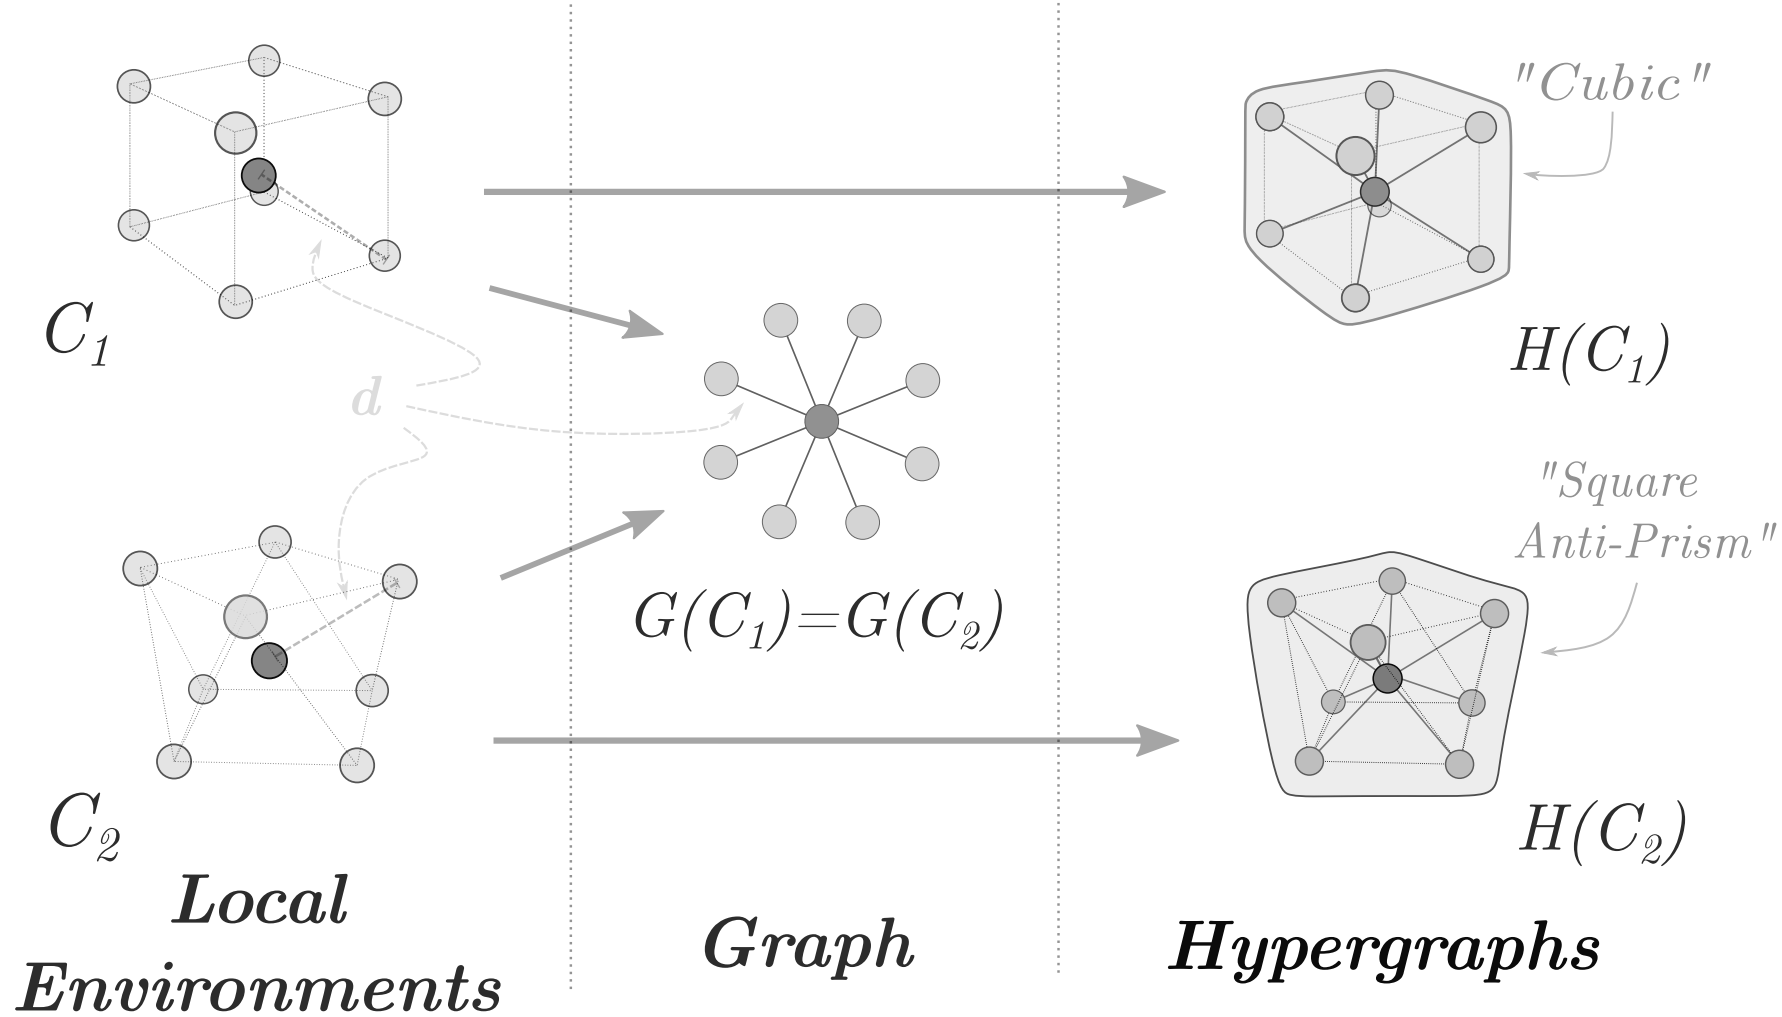 C1
d
C2
Local
Environments
G(C1)=G(C2)
Graph
"Cubic"
H(C1)
"Square
Anti-Prism"
H(C2)
Hypergraphs